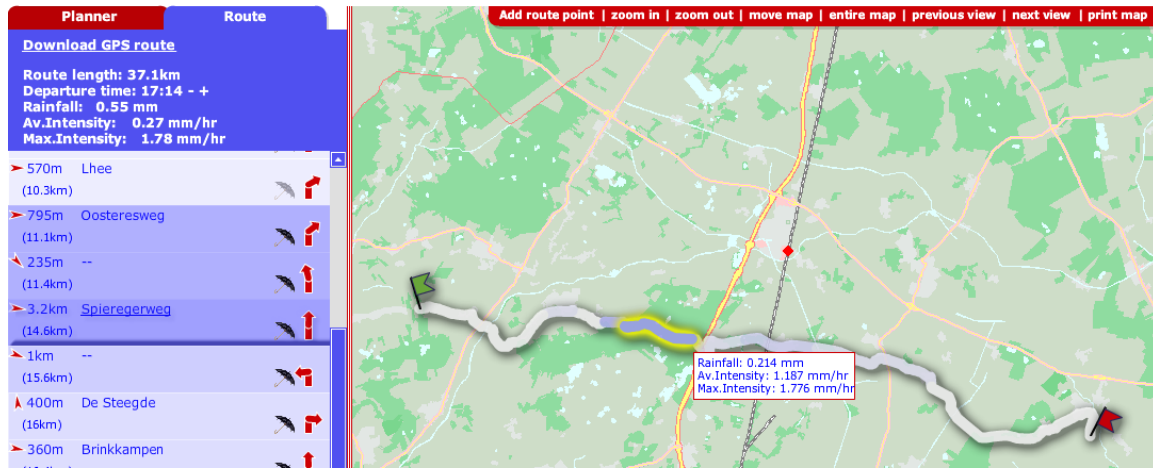 Planner
Route
Add route point | zoom in | zoom out | move map | entire map | previous view | next view | print map
Download GPS route
Route length: 37.1km
Departure time: 17:14 - +
Rainfall: 0.55 mm
Av.Intensity: 0.27 mm/hr
Max.Intensity: 1.78 mm/hr
570m Lhee
(10.3km)
795m Oosteresweg
(11.1km)
235m --
(11.4km)
3.2km Spieregerweg
(14.6km)
1km --
(15.6km)
400m De Steegde
(16km)
360m Brinkkampen
Rainfall: 0.214 mm
Av.Intensity: 1.187 mm/hr
Max.Intensity: 1.776 mm/hr